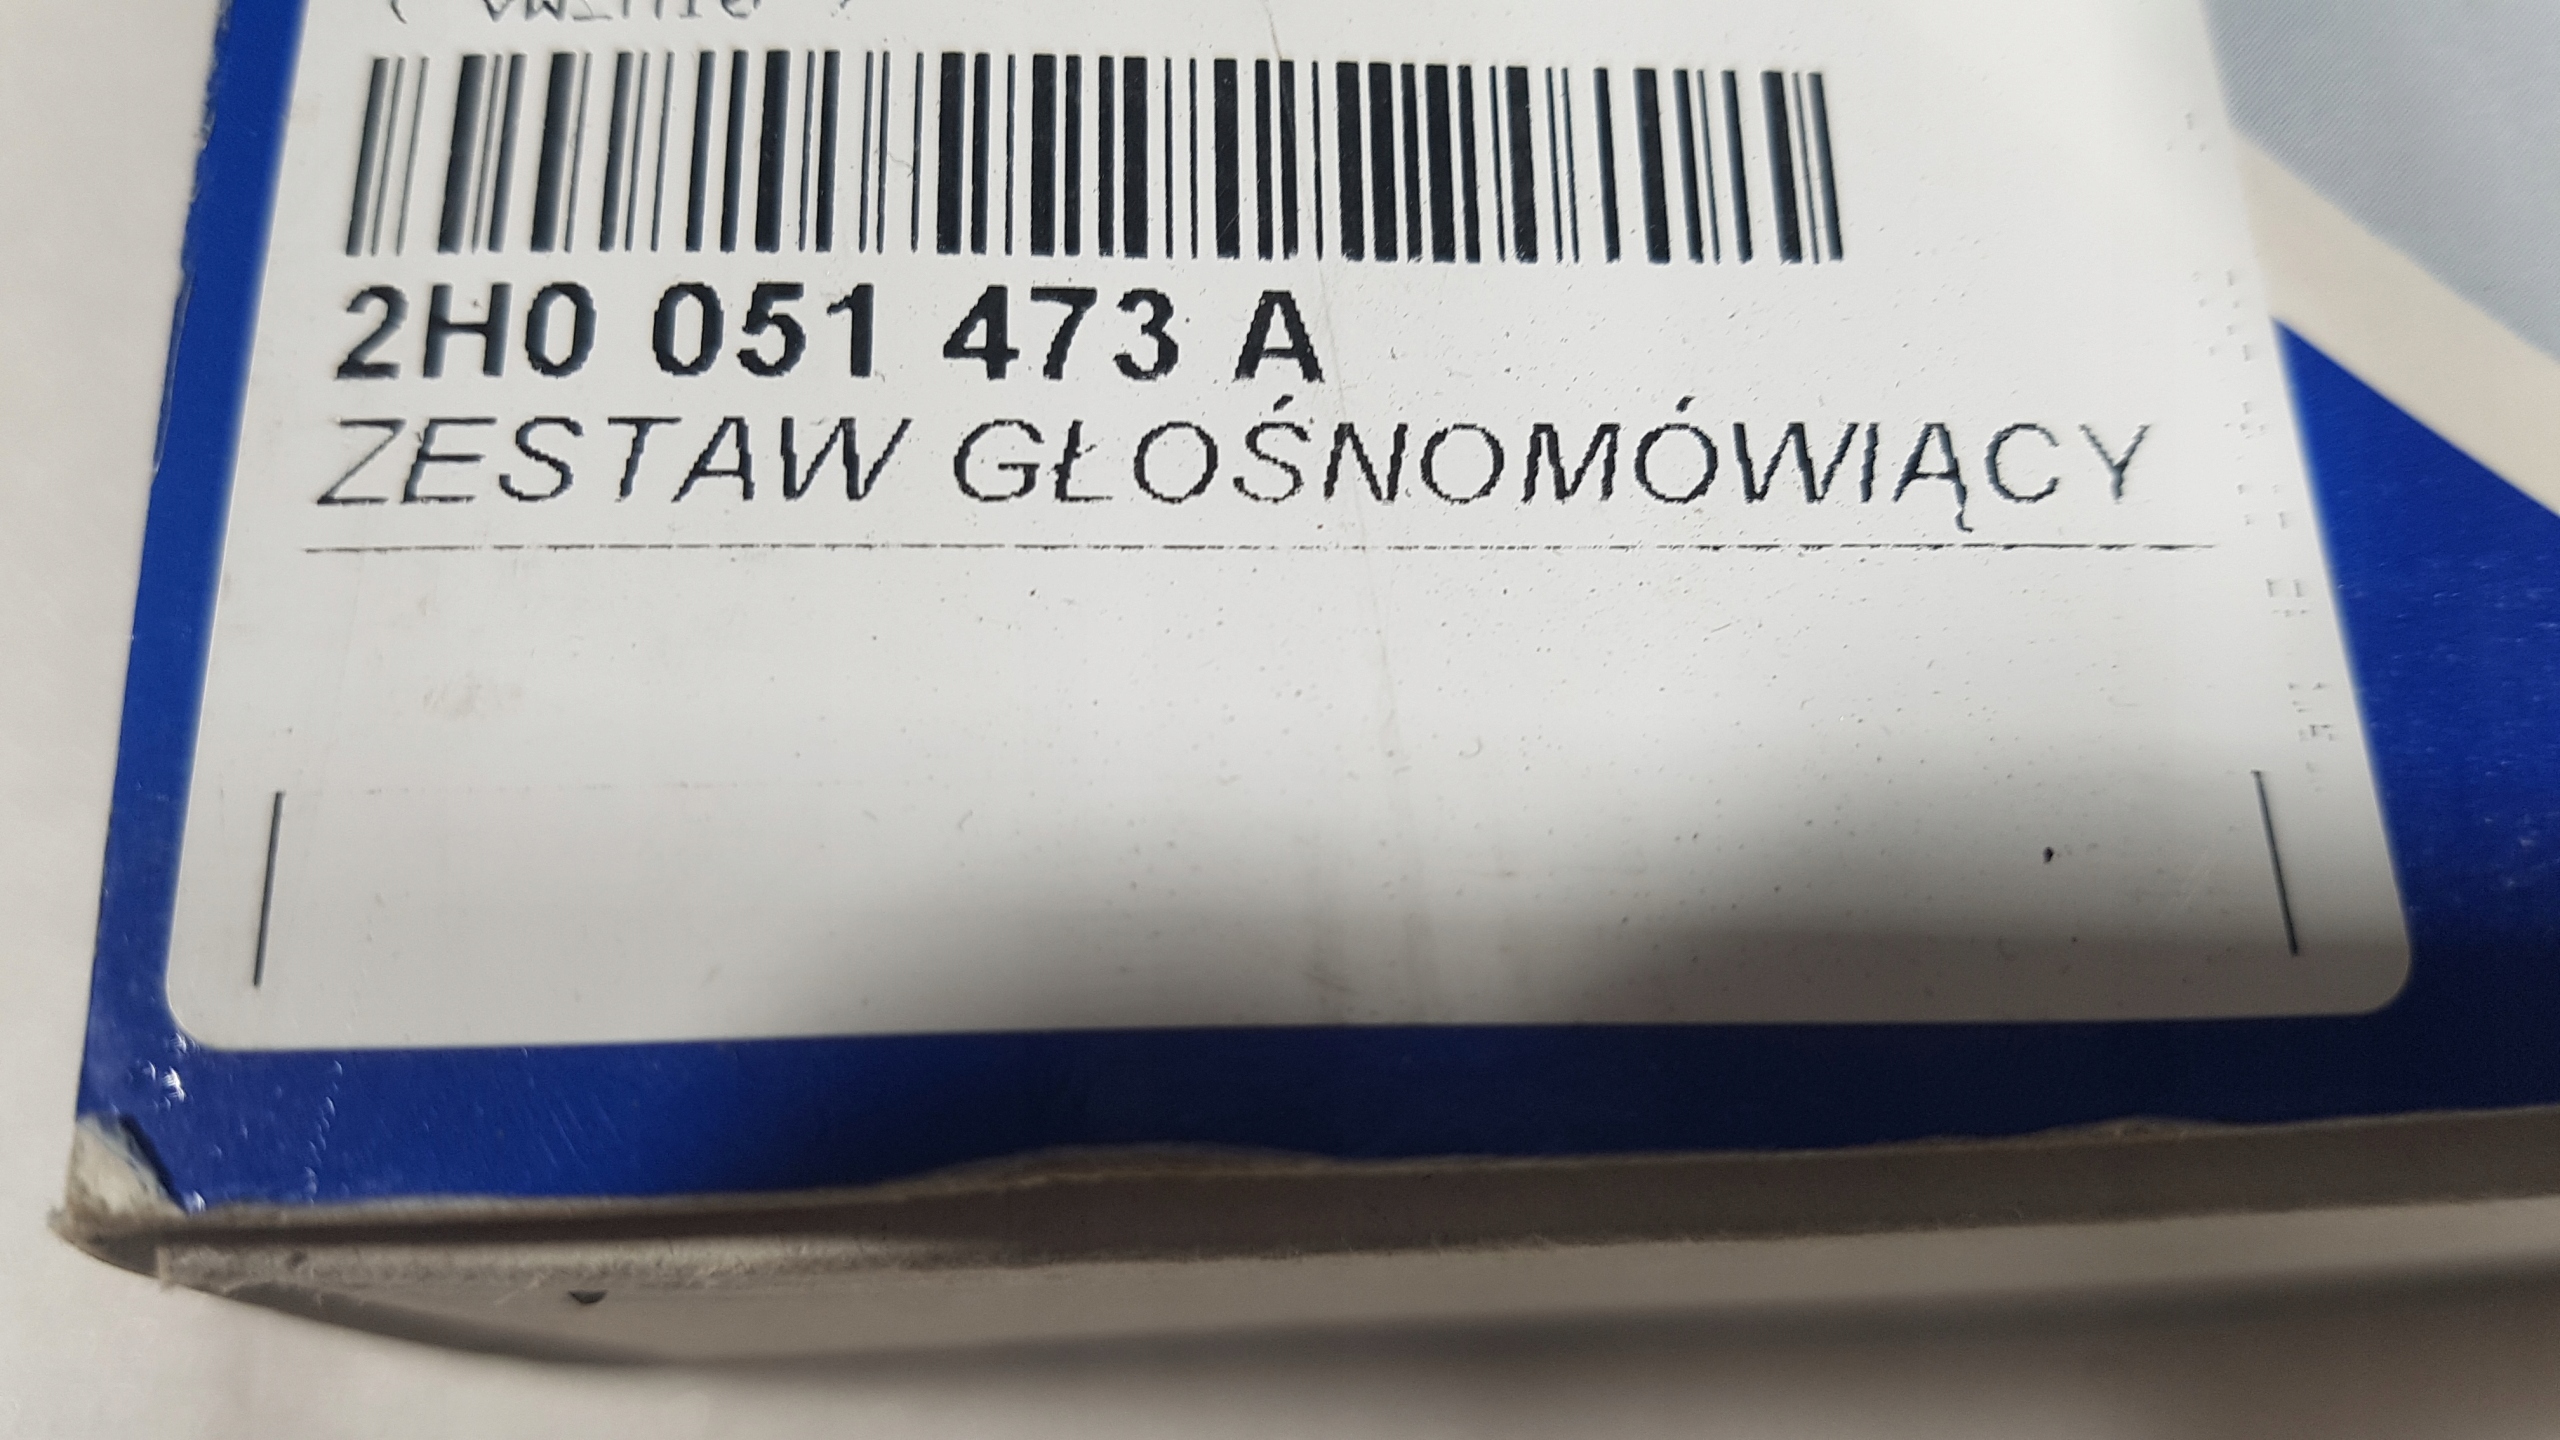 2H0 051 473 A
ZESTAW GŁOŚNOMÓWIĄCY